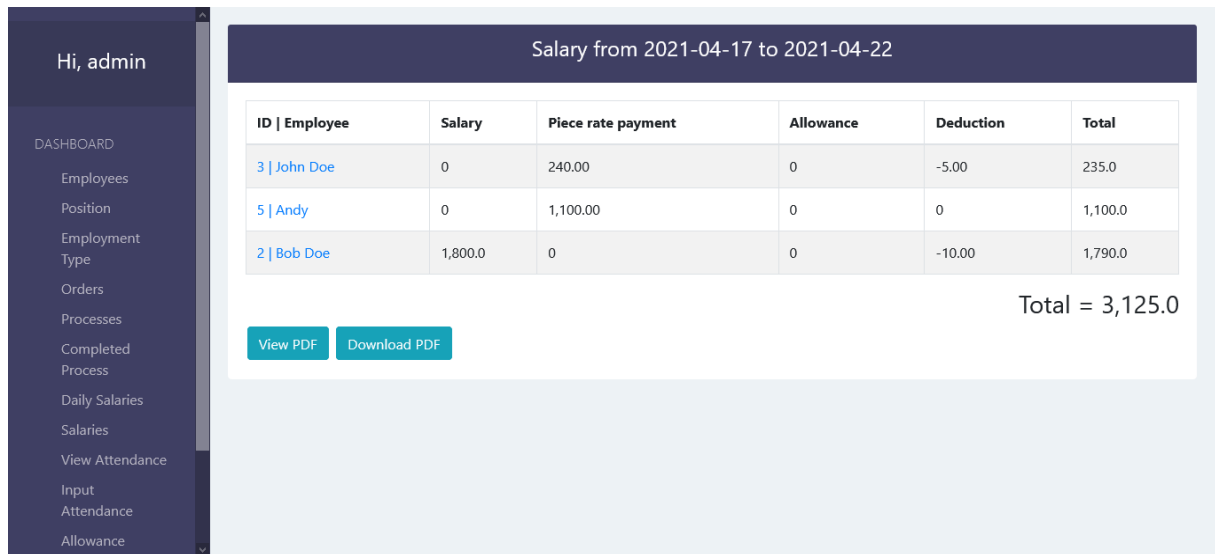 Hi, admin
DASHBOARD
Employees
Position
Employment
Type
Orders
Processes
Completed
Process
Daily Salaries
Salaries
View Attendance
Input
Attendance
Allowance
Salary from 2021-04-17 to 2021-04-22
ID | Employee Salary Piece rate payment Allowance Deduction Total
3 | John Doe 0 240.00 0 -5.00 235.0
5 | Andy 0 1,100.00 0 0 1,100.0
2 | Bob Doe 1,800.0 0 0 -10.00 1,790.0
Total = 3,125.0
View PDF Download PDF